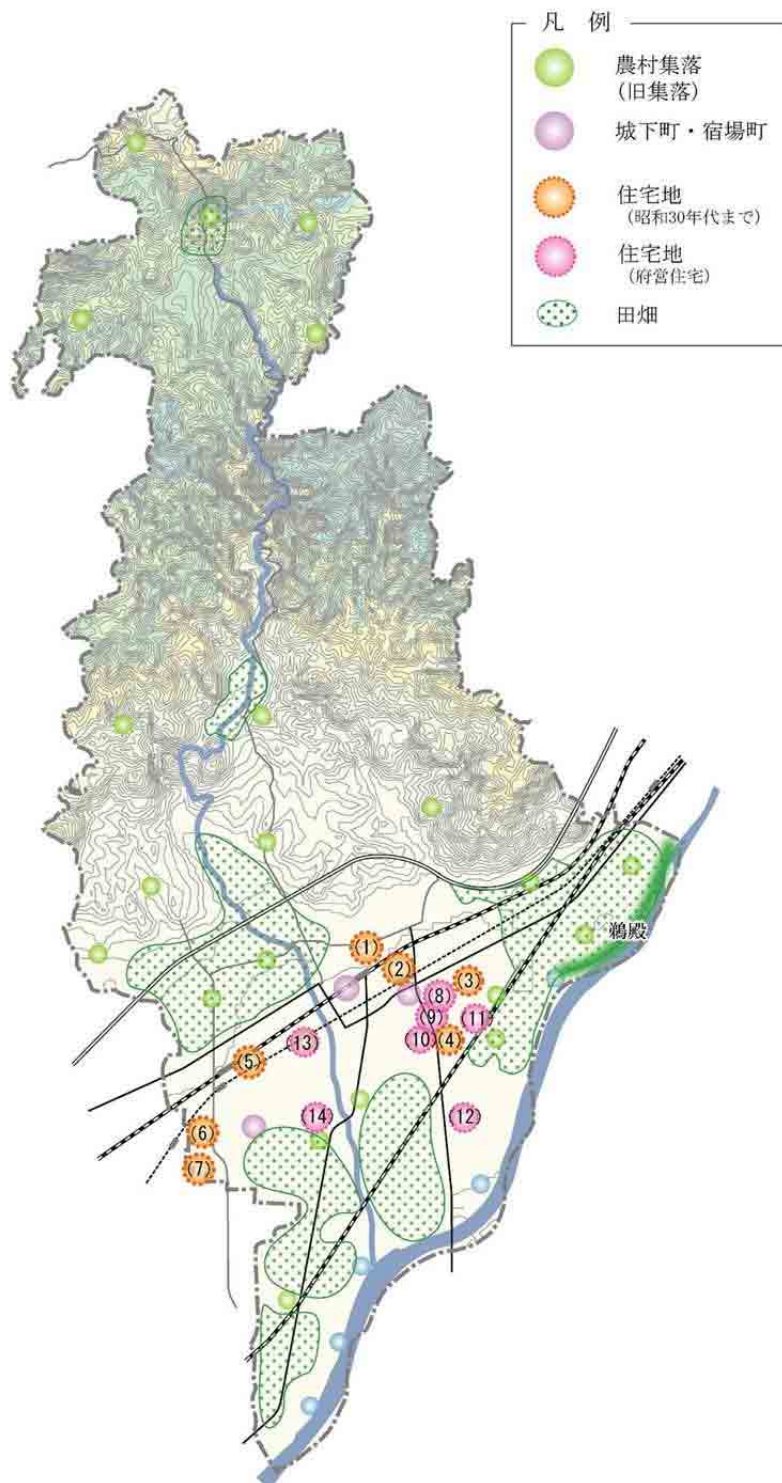 凡 例
農村集落
(旧集落)
城下町・宿場町
住宅地
(昭和30年代まで)
住宅地
(府営住宅)
田畑
鵜殿
(1)
(2)
(3)
(8)
(9)
(11)
(10)
(4)
13
(5)
14
(12)
(6)
(7)